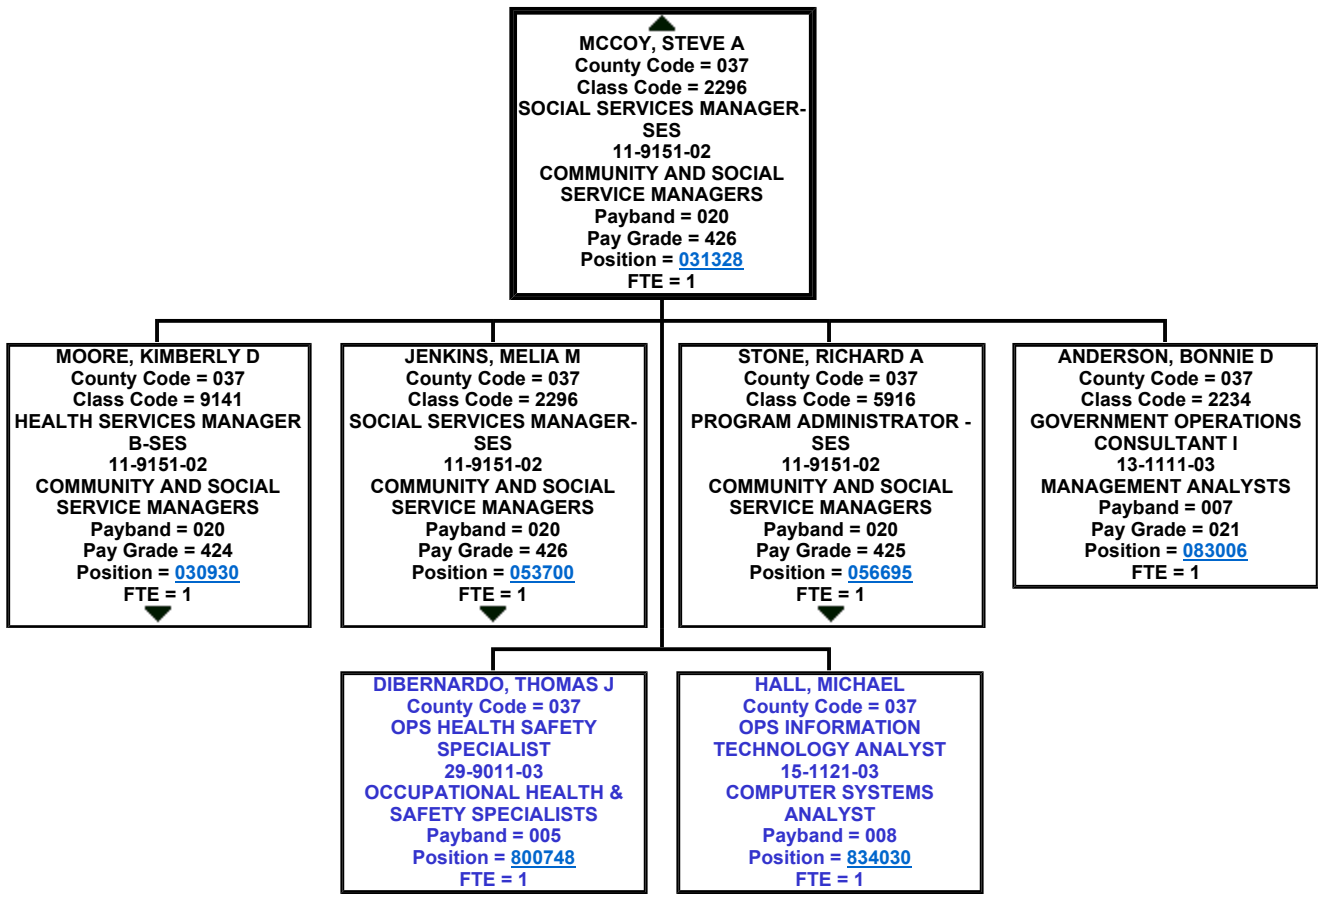 MCCOY, STEVE A
County Code = 037
Class Code = 2296
SOCIAL SERVICES MANAGER-
SES
11-9151-02
COMMUNITY AND SOCIAL
SERVICE MANAGERS
Payband = 020
Pay Grade = 426
Position = 031328
FTE = 1
MOORE, KIMBERLY D
County Code = 037
Class Code = 9141
HEALTH SERVICES MANAGER
B-SES
11-9151-02
COMMUNITY AND SOCIAL
SERVICE MANAGERS
Payband = 020
Pay Grade = 424
Position = 030930
FTE = 1
JENKINS, MELIA M
County Code = 037
Class Code = 2296
SOCIAL SERVICES MANAGER-
SES
11-9151-02
COMMUNITY AND SOCIAL
SERVICE MANAGERS
Payband = 020
Pay Grade = 426
Position = 053700
FTE = 1
STONE, RICHARD A
County Code = 037
Class Code = 5916
PROGRAM ADMINISTRATOR -
SES
11-9151-02
COMMUNITY AND SOCIAL
SERVICE MANAGERS
Payband = 020
Pay Grade = 425
Position = 056695
FTE = 1
ANDERSON, BONNIE D
County Code = 037
Class Code = 2234
GOVERNMENT OPERATIONS
CONSULTANT I
13-1111-03
MANAGEMENT ANALYSTS
Payband = 007
Pay Grade = 021
Position = 083006
FTE = 1
DIBERNARDO, THOMAS J
County Code = 037
OPS HEALTH SAFETY
SPECIALIST
29-9011-03
OCCUPATIONAL HEALTH &
SAFETY SPECIALISTS
Payband = 005
Position = 800748
FTE = 1
HALL, MICHAEL
County Code = 037
OPS INFORMATION
TECHNOLOGY ANALYST
15-1121-03
COMPUTER SYSTEMS
ANALYST
Payband = 008
Position = 834030
FTE = 1